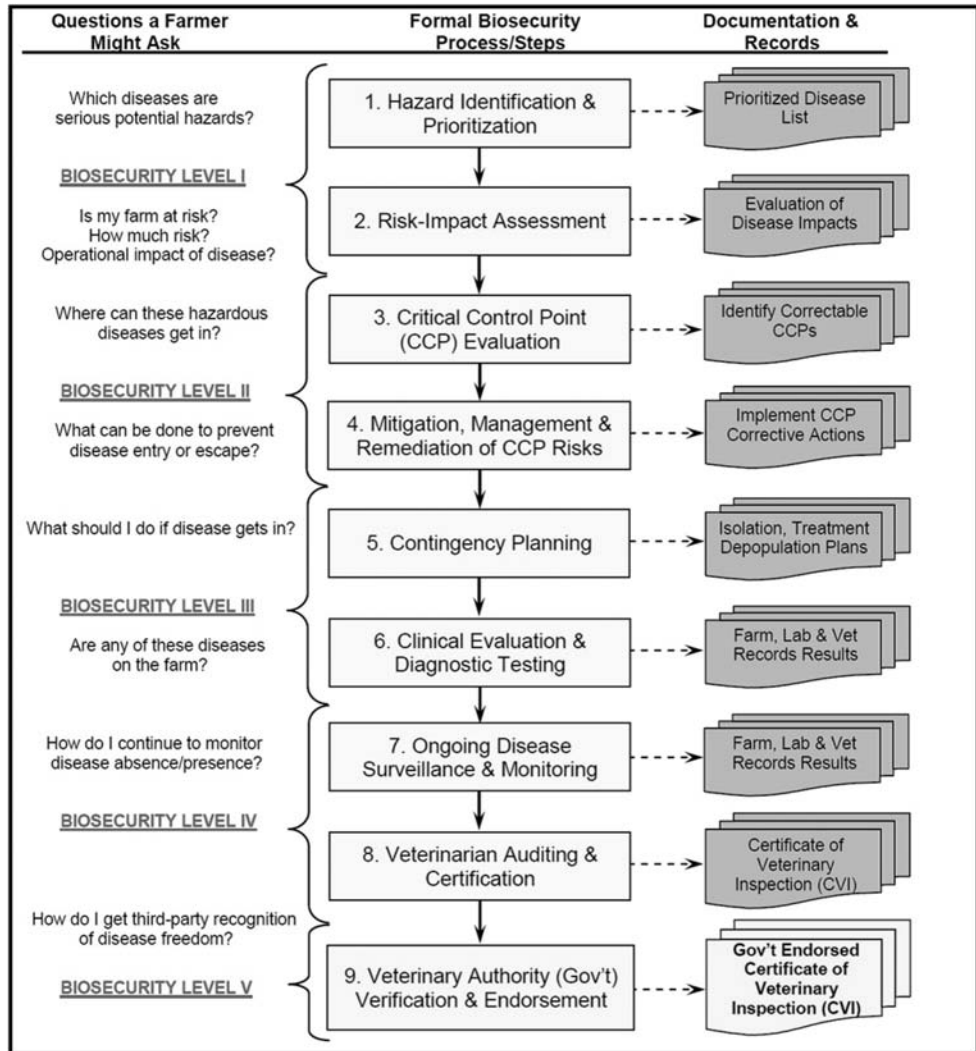 Questions a Farmer
Might Ask
Formal Biosecurity
Process/Steps
Documentation &
Records
Which diseases are
serious potential hazards?
1. Hazard Identification &
Prioritization
Prioritized Disease
List
BIOSECURITY LEVEL I
Is my farm at risk?
How much risk?
Operational impact of disease?
2. Risk-Impact Assessment
Evaluation of
Disease Impacts
Where can these hazardous
diseases get in?
3. Critical Control Point
(CCP) Evaluation
Identify Correctable
CCPs
BIOSECURITY LEVEL II
What can be done to prevent
disease entry or escape?
4. Mitigation, Management &
Remediation of CCP Risks
Implement CCP
Corrective Actions
What should I do if disease gets in?
5. Contingency Planning
Isolation, Treatment
Depopulation Plans
BIOSECURITY LEVEL III
Are any of these diseases
on the farm?
6. Clinical Evaluation &
Diagnostic Testing
Farm, Lab & Vet
Records Results
How do I continue to monitor
disease absence/presence?
7. Ongoing Disease
Surveillance & Monitoring
Farm, Lab & Vet
Records Results
BIOSECURITY LEVEL IV
8. Veterinarian Auditing &
Certification
Certificate of
Veterinary
Inspection (CVI)
How do I get third-party recognition
of disease freedom?
BIOSECURITY LEVEL V
9. Veterinary Authority (Gov't)
Verification & Endorsement
Gov't Endorsed
Certificate of
Veterinary
Inspection (CVI)